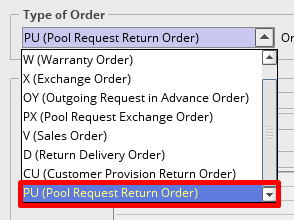 Type of Order
PU (Pool Request Return Order) Or
W (Warranty Order)
X (Exchange Order)
OY (Outgoing Request in Advance Order)
PX (Pool Request Exchange Order)
V (Sales Order)
D (Return Delivery Order)
CU (Customer Provision Return Order)
PU (Pool Request Return Order)